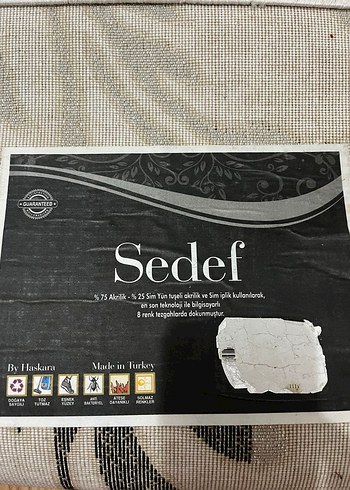 GUARANTEED
Sedef
% 75 Akrilik - % 25 Sim Yün tuşeli akrilik ve Sim iplik kullanılarak,
en son teknoloji ile bilgisayarlı
8 renk tezgahlarda dokunmuştur.
By Haskara Made in Turkey
DOĞAYA SAYGILI
TOZ TUTMAZ
ESNEK YÜZEY
ANTİ BAKTERİYEL
ATEŞE DAYANIKLI
SOLMAZ RENKLER